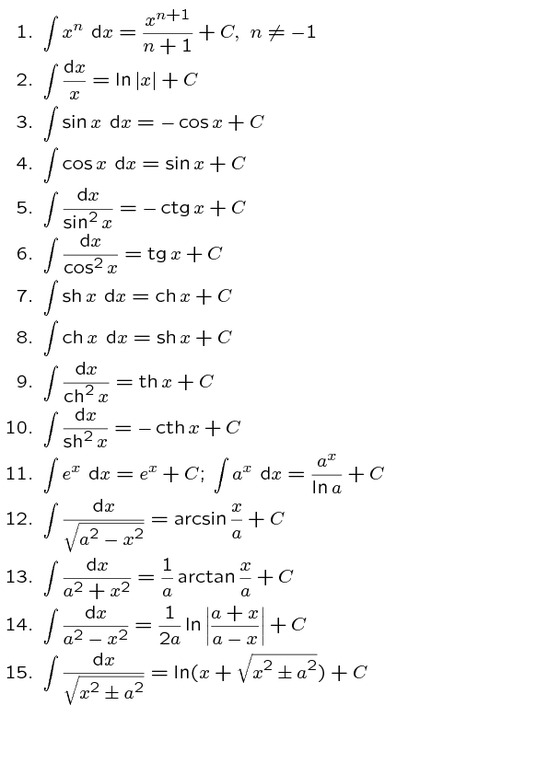 1. ∫ xⁿ dx = xⁿ⁺¹/(n + 1) + C, n ≠ −1
2. ∫ dx/x = ln |x| + C
3. ∫ sin x dx = − cos x + C
4. ∫ cos x dx = sin x + C
5. ∫ dx/sin² x = − ctg x + C
6. ∫ dx/cos² x = tg x + C
7. ∫ sh x dx = ch x + C
8. ∫ ch x dx = sh x + C
9. ∫ dx/ch² x = th x + C
10. ∫ dx/sh² x = − cth x + C
11. ∫ eˣ dx = eˣ + C; ∫ aˣ dx = aˣ/ln a + C
12. ∫ dx/√(a² − x²) = arcsin x/a + C
13. ∫ dx/(a² + x²) = 1/a arctan x/a + C
14. ∫ dx/(a² − x²) = 1/2a ln |(a + x)/(a − x)| + C
15. ∫ dx/√(x² ± a²) = ln(x + √(x² ± a²)) + C